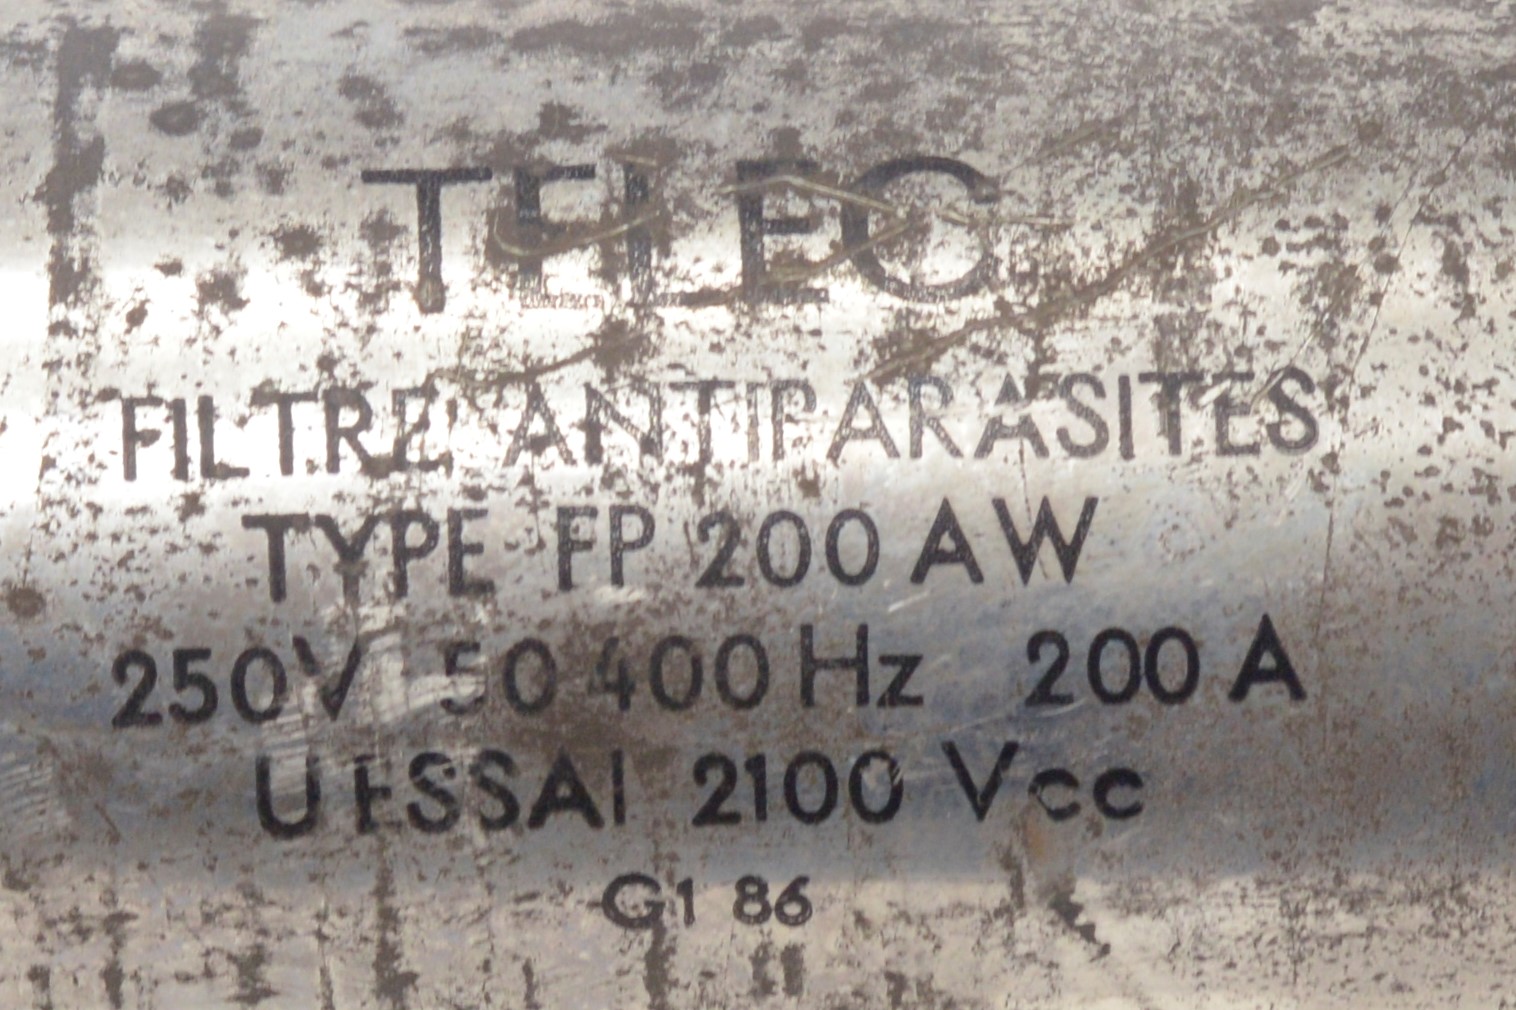 TELEC
FILTRE ANTIPARASITES
TYPE FP 200 AW
250V 50 400 Hz 200 A
U ESSAI 2100 Vcc
G1 86